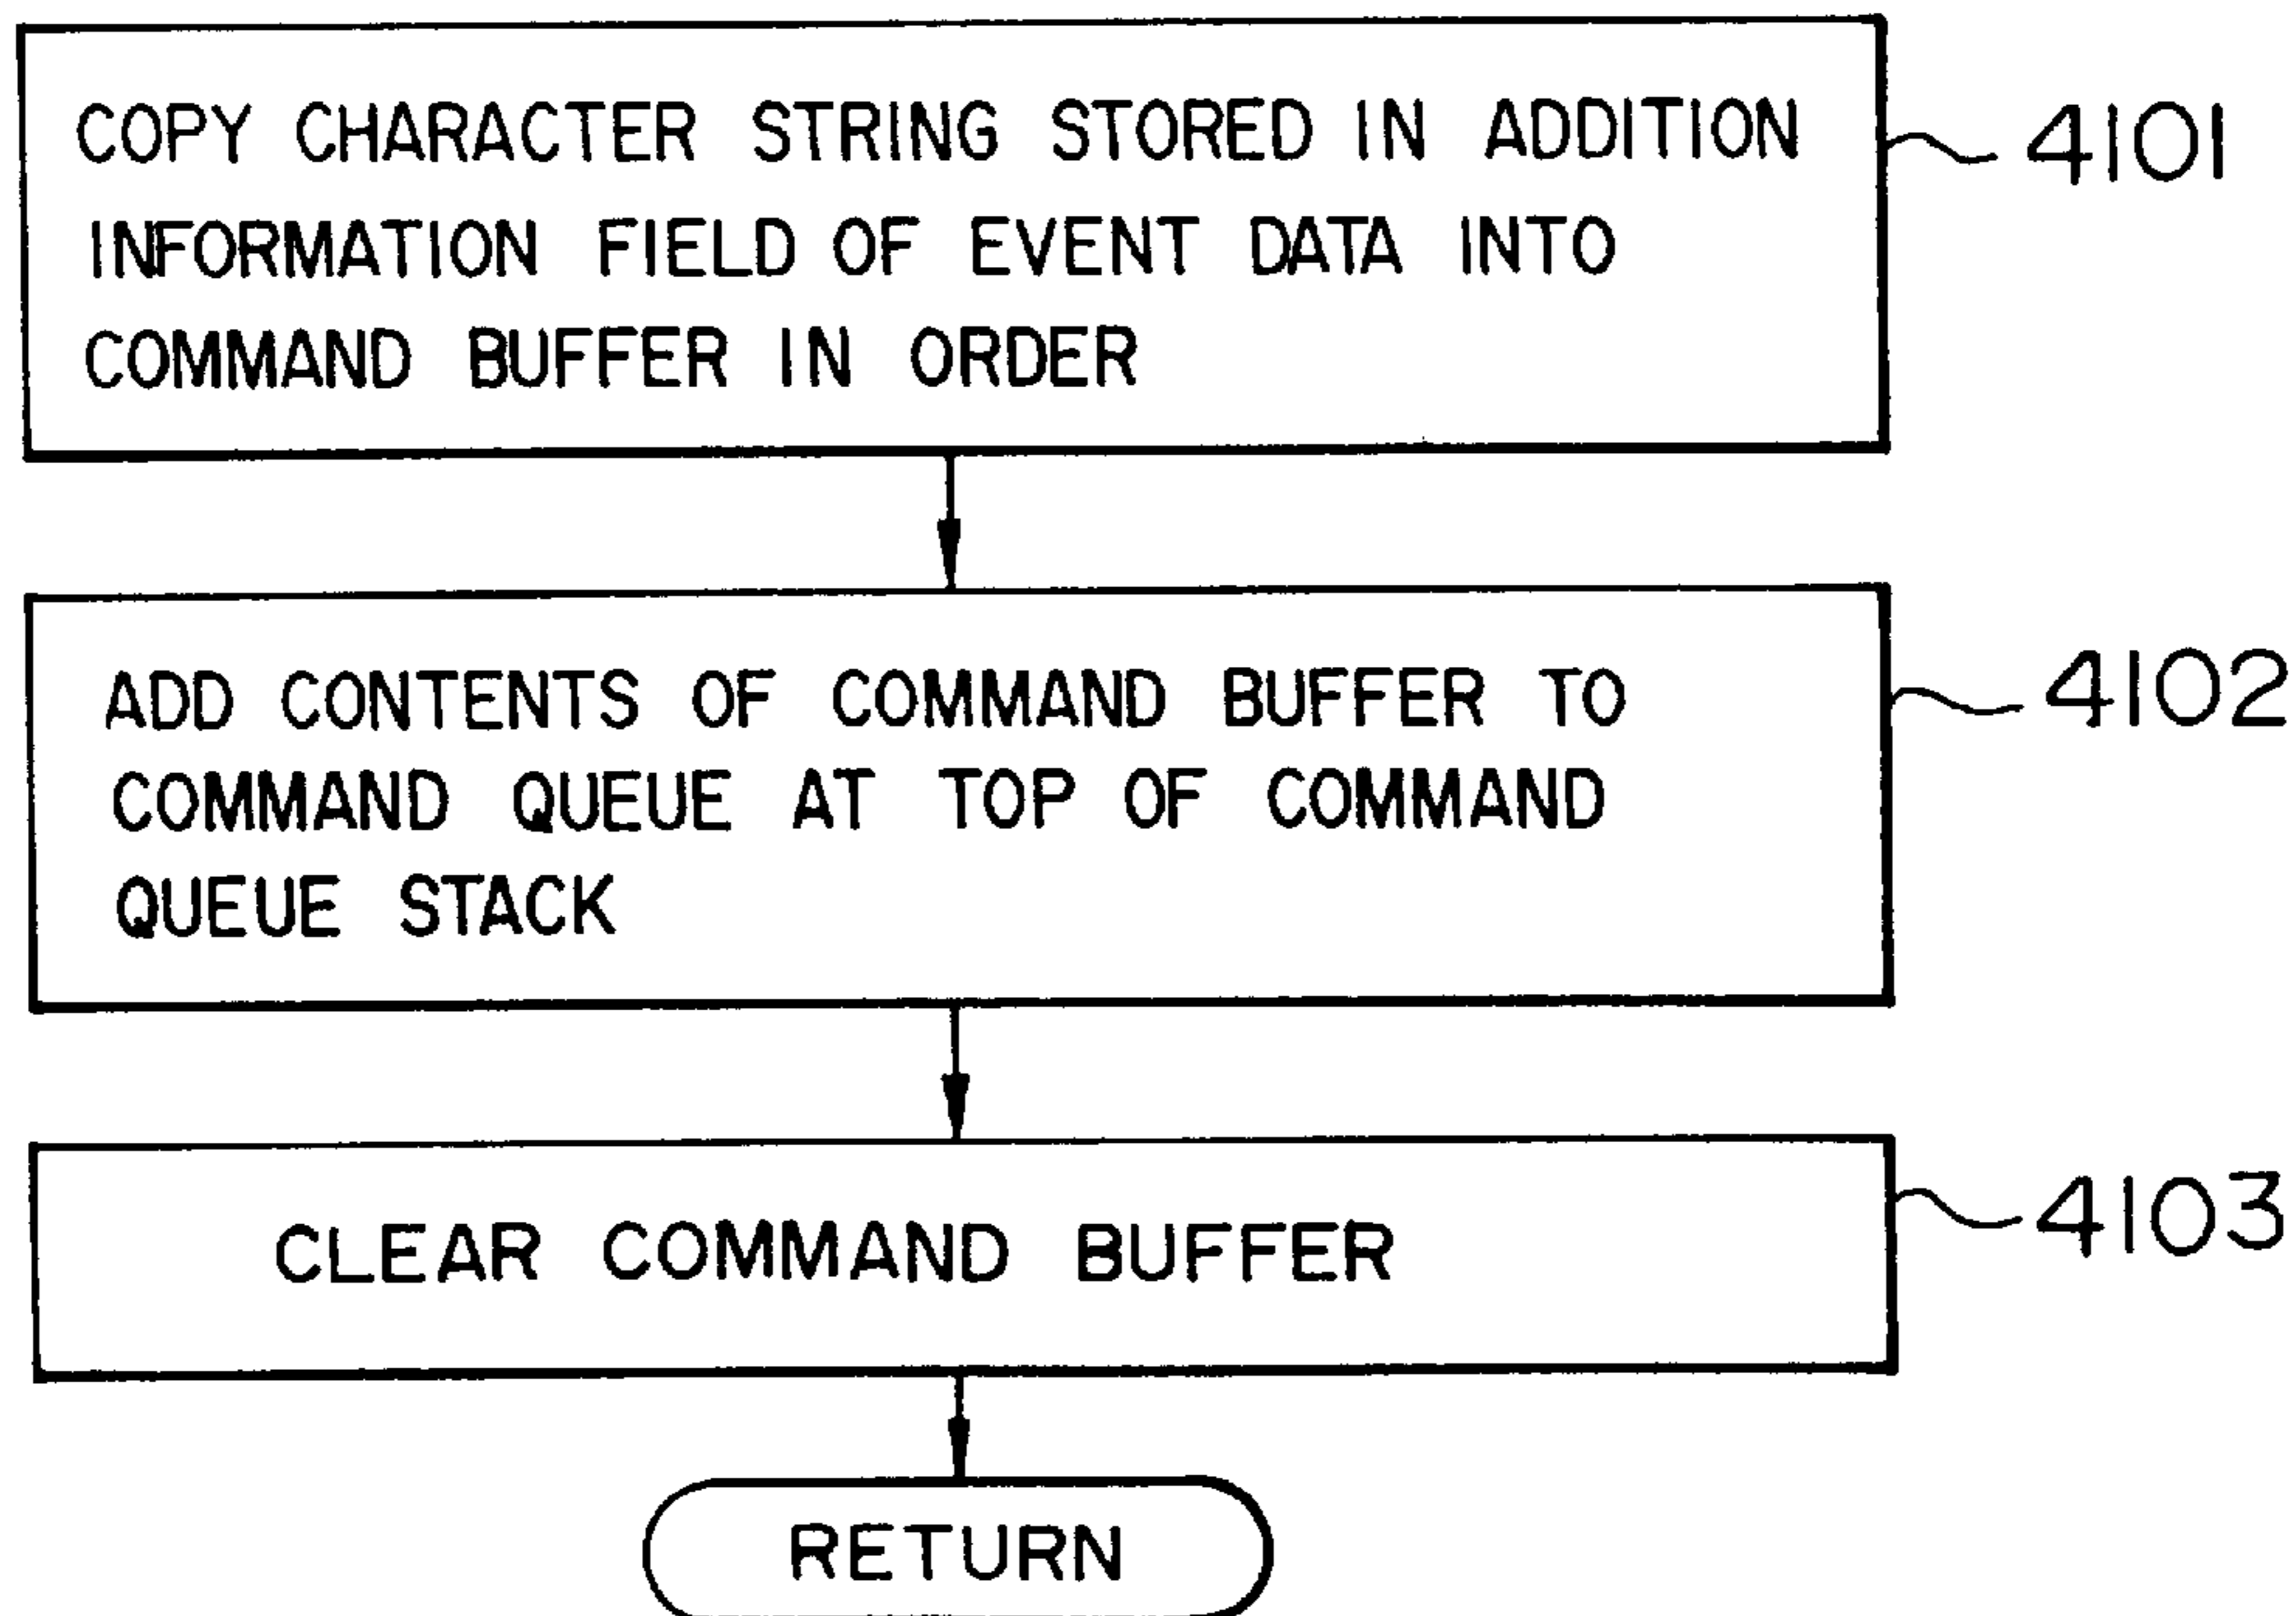 COPY CHARACTER STRING STORED IN ADDITION
4101
INFORMATION FIELD OF EVENT DATA INTO
COMMAND BUFFER IN ORDER
ADD CONTENTS OF COMMAND BUFFER TO
4102
COMMAND QUEUE AT TOP OF COMMAND
QUEUE STACK
CLEAR COMMAND BUFFER
4103
RETURN